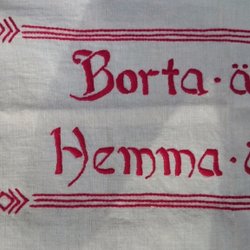 Borta · ä
Hemma ·